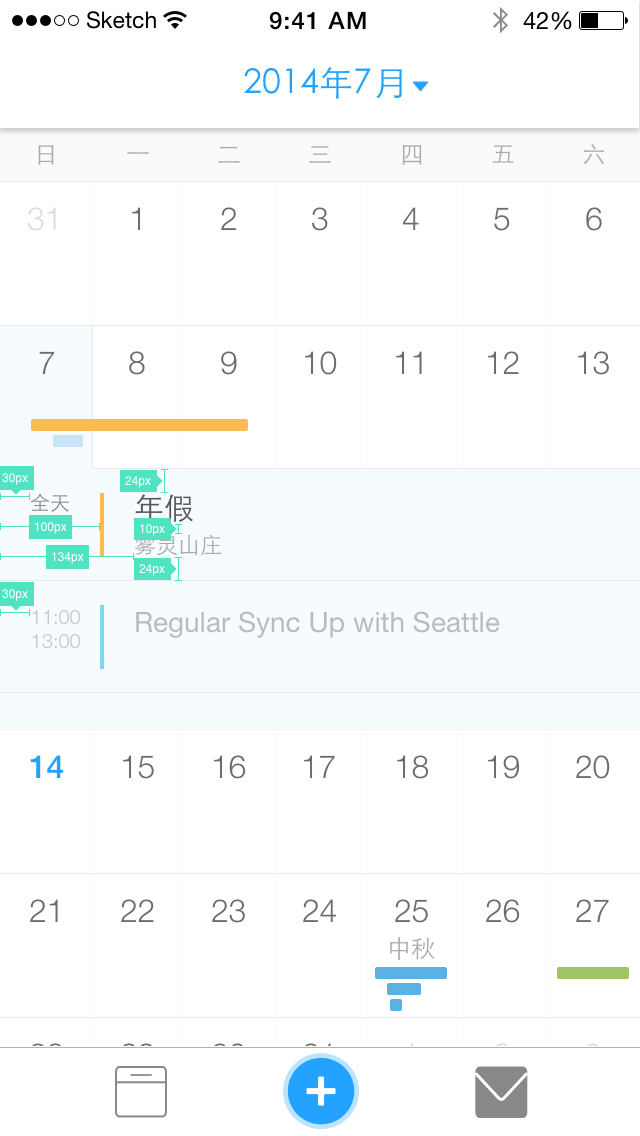 Sketch 9:41 AM 42%
2014年7月
日 一 二 三 四 五 六
31 1 2 3 4 5 6
7 8 9 10 11 12 13
30px 24px
全天 年假
100px 10px
雾灵山庄
134px 24px
30px
11:00 Regular Sync Up with Seattle
13:00
14 15 16 17 18 19 20
21 22 23 24 25 26 27
中秋